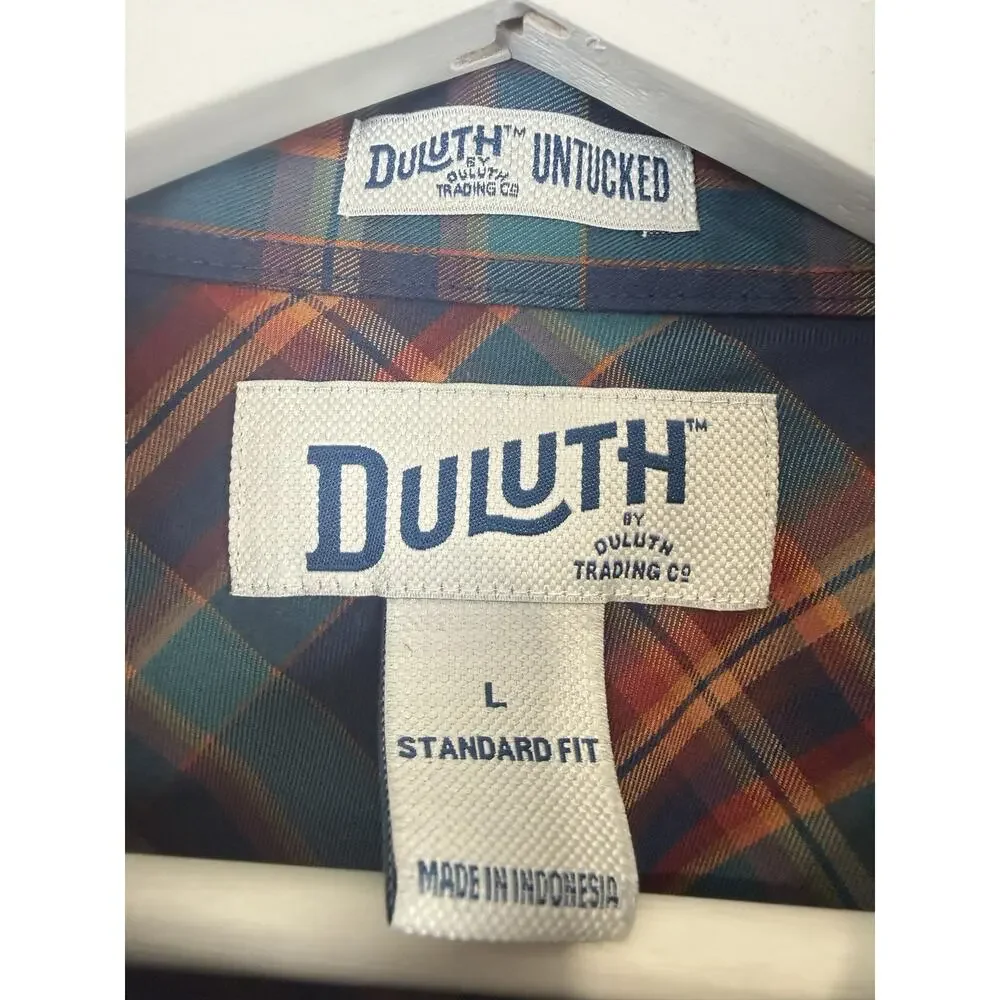 DULUTH™ UNTUCKED
BY
DULUTH
TRADING CO
DULUTH™
BY
DULUTH
TRADING CO
L
STANDARD FIT
MADE IN INDONESIA